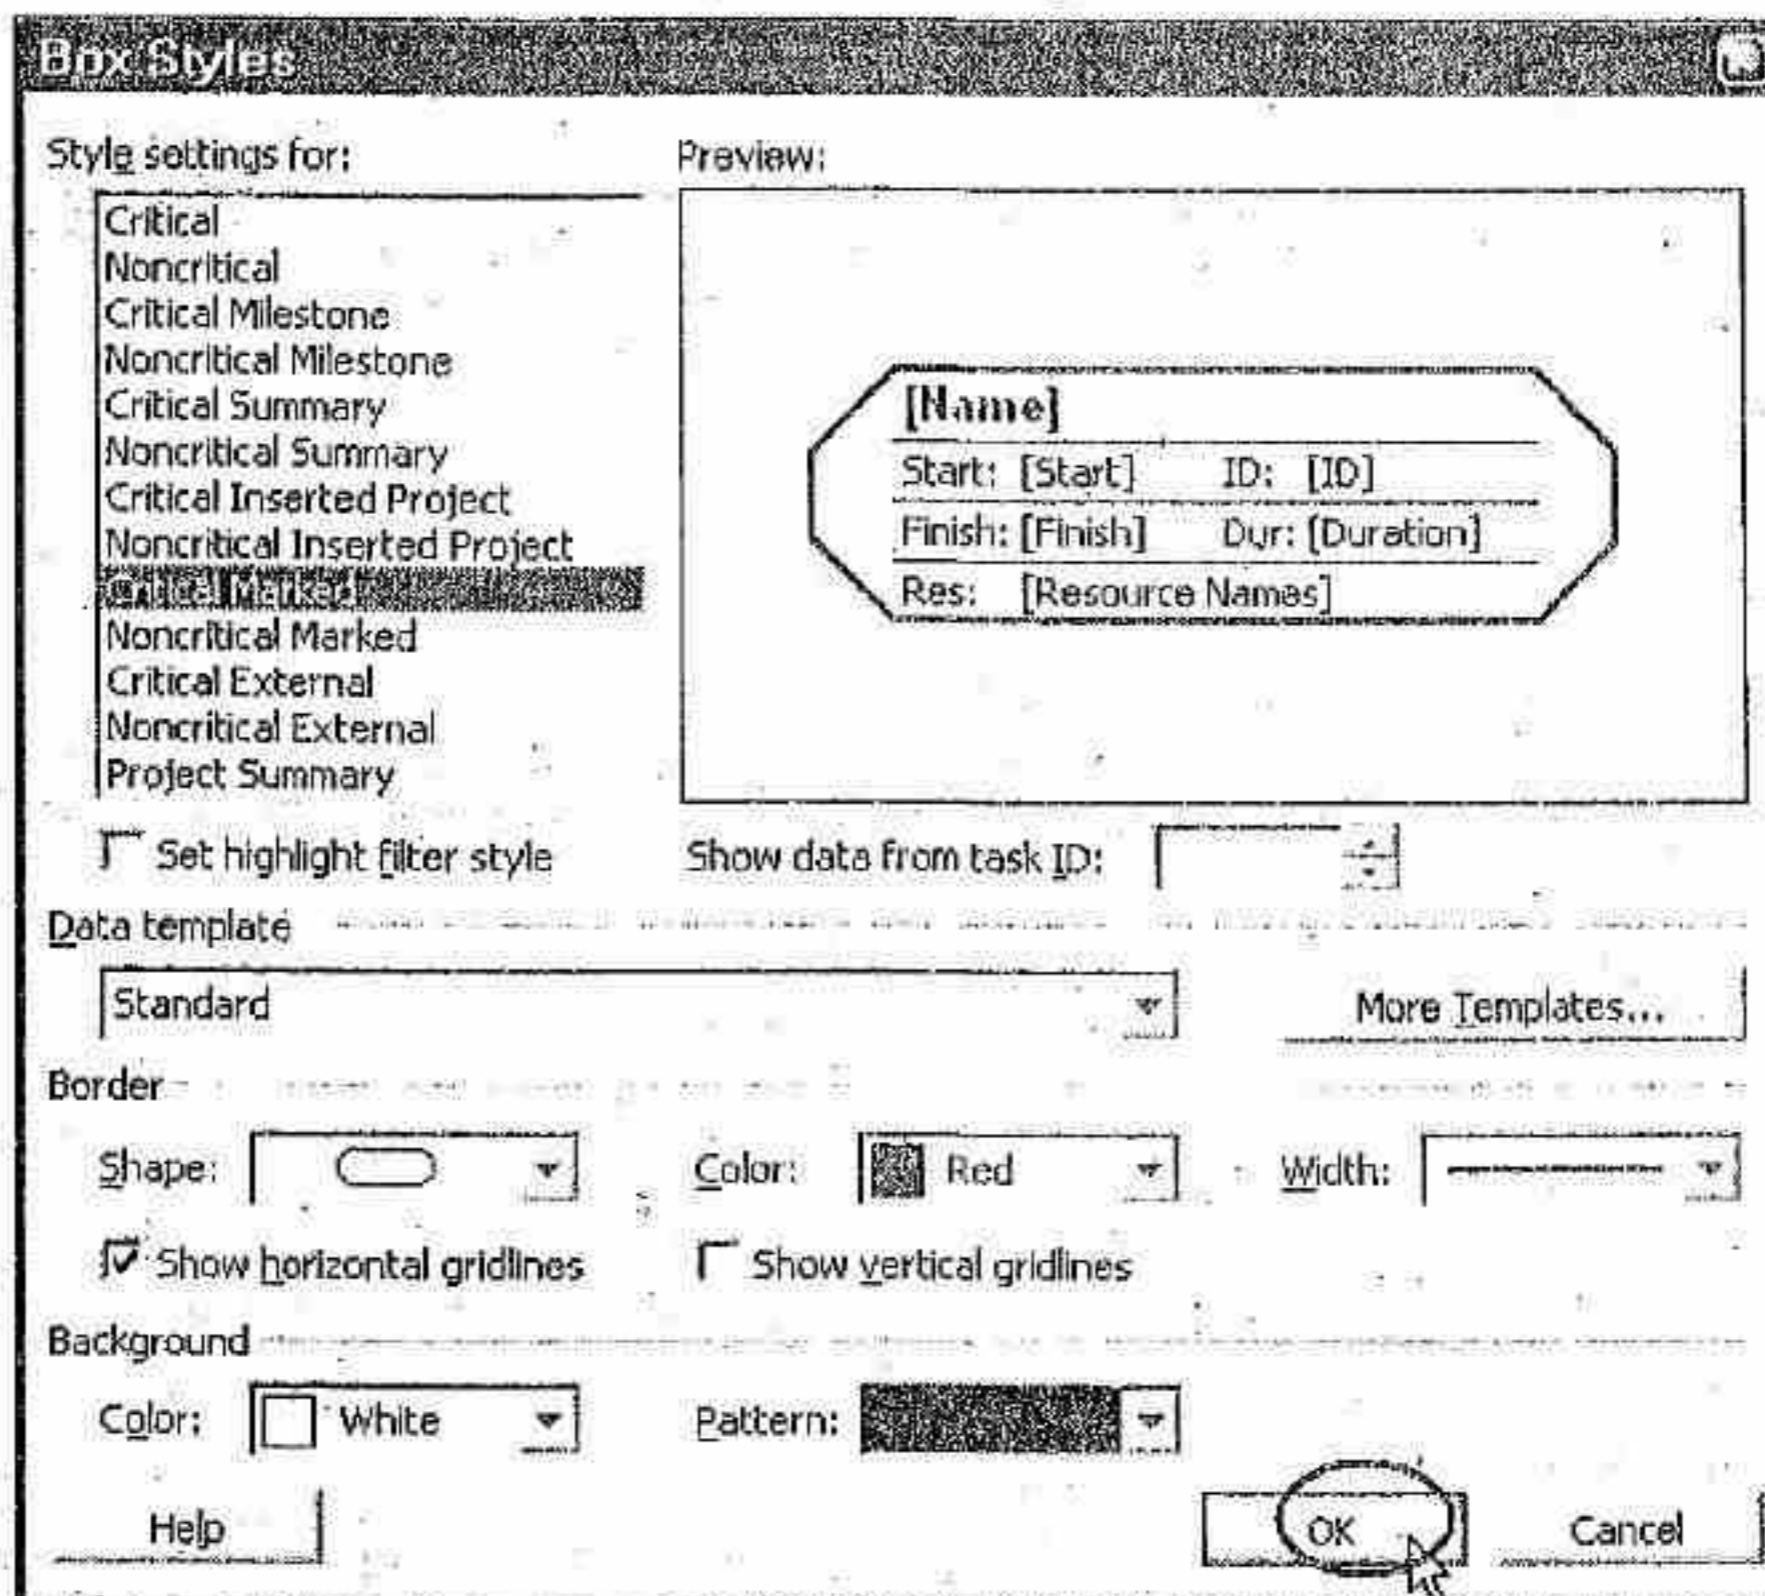 Box Styles
Style settings for:
Critical
Noncritical
Critical Milestone
Noncritical Milestone
Critical Summary
Noncritical Summary
Critical Inserted Project
Noncritical Inserted Project
Critical Marked
Noncritical Marked
Critical External
Noncritical External
Project Summary
Preview:
[Name]
Start: [Start] ID: [ID]
Finish: [Finish] Dur: [Duration]
Res: [Resource Names]
Set highlight filter style
Show data from task ID:
Data template
Standard
More Templates...
Border
Shape:
Color: Red
Width:
Show horizontal gridlines
Show vertical gridlines
Background
Color: White
Pattern:
Help
OK
Cancel